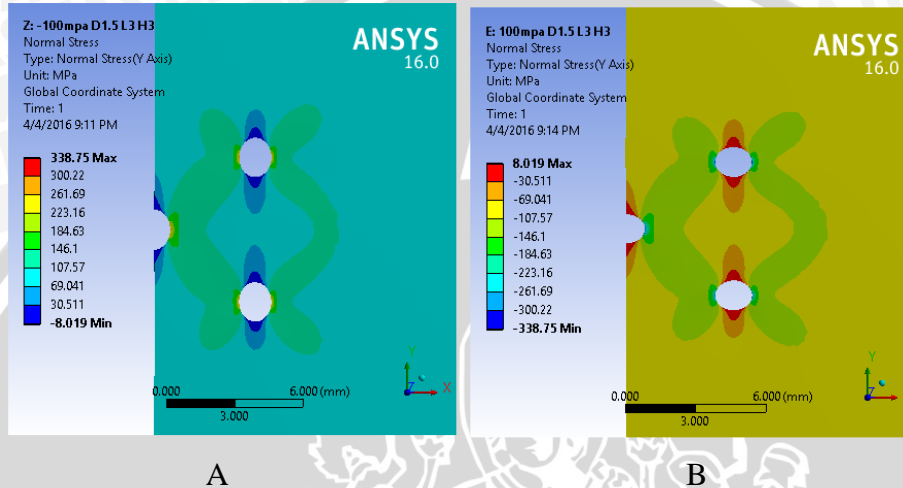 Z: -100mpa D1.5 L3 H3
Normal Stress
Type: Normal Stress(Y Axis)
Unit: MPa
Global Coordinate System
Time: 1
4/4/2016 9:11 PM
338.75 Max
300.22
261.69
223.16
184.63
146.1
107.57
69.041
30.511
-8.019 Min
ANSYS
16.0
0.000
6.000 (mm)
3.000
Y
Z
X
A
E: 100mpa D1.5 L3 H3
Normal Stress
Type: Normal Stress(Y Axis)
Unit: MPa
Global Coordinate System
Time: 1
4/4/2016 9:14 PM
8.019 Max
-30.511
-69.041
-107.57
-146.1
-184.63
-223.16
-261.69
-300.22
-338.75 Min
ANSYS
16.0
0.000
6.000 (mm)
3.000
Y
Z
B